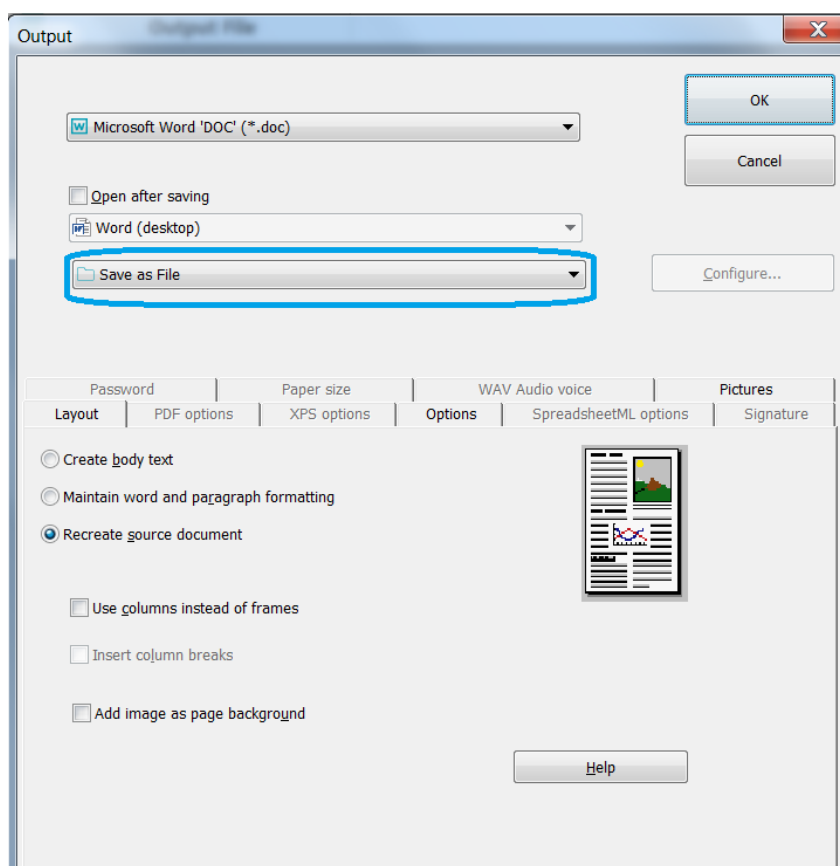 Output
Output File
OK
Microsoft Word 'DOC' (*.doc)
Cancel
Open after saving
Word (desktop)
Save as File
Configure...
Password Paper size WAV Audio voice Pictures
Layout PDF options XPS options Options SpreadsheetML options Signature
Create body text
Maintain word and paragraph formatting
Recreate source document
Use columns instead of frames
Insert column breaks
Add image as page background
Help